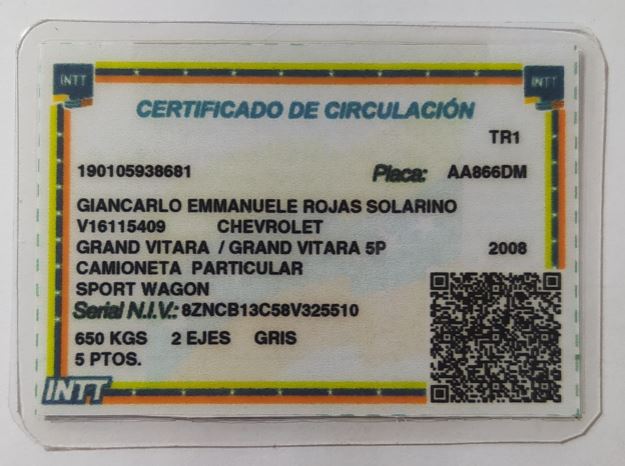 INTT INTT
CERTIFICADO DE CIRCULACIÓN
TR1
190105938681 Placa: AA866DM
GIANCARLO EMMANUELE ROJAS SOLARINO
V16115409 CHEVROLET
GRAND VITARA / GRAND VITARA 5P 2008
CAMIONETA PARTICULAR
SPORT WAGON
Serial N.I.V.: 8ZNCB13C58V325510
650 KGS 2 EJES GRIS
5 PTOS.
INTT